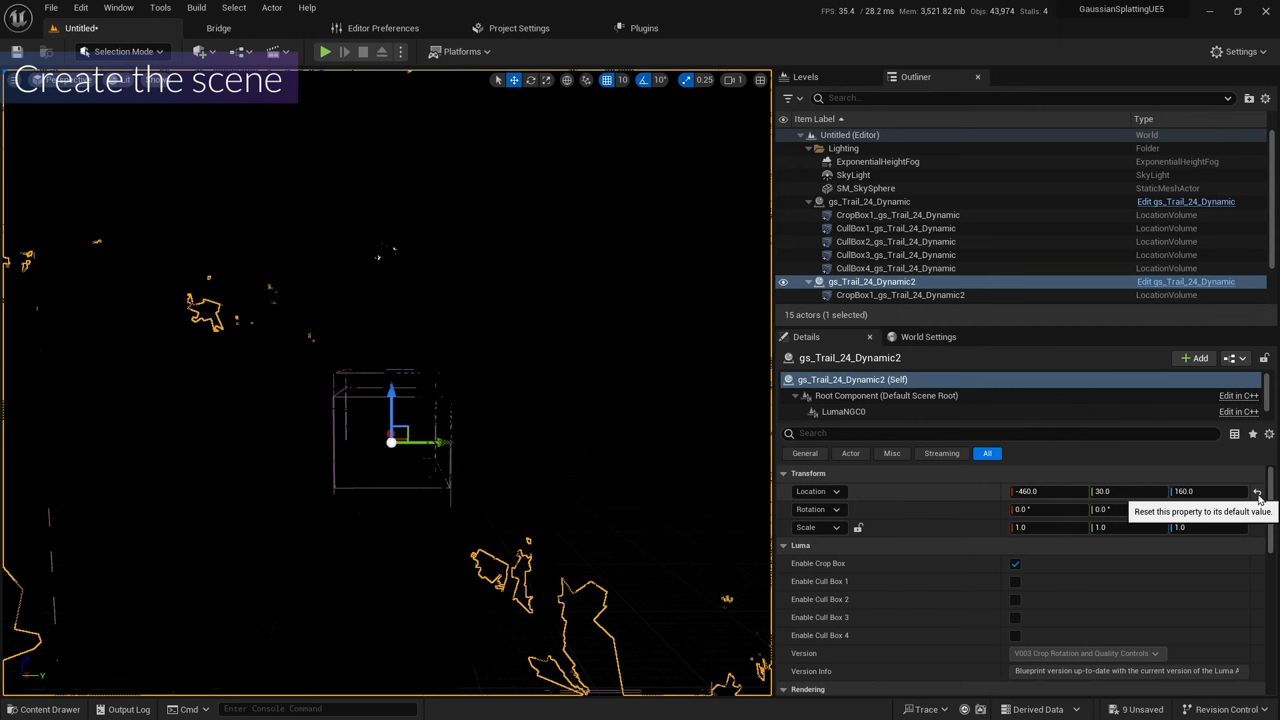 File Edit Window Tools Build Select Actor Help
FPS: 35.4 / 28.2 ms Mem: 3,521.82 mb Objs: 43,974 Stalls: 4
GaussianSplattingUE5
Untitled* Bridge Editor Preferences Project Settings Plugins
Selection Mode Platforms Settings
Create the scene
10 10° 0.25 1
Levels Outliner
Search...
Item Label Type
Untitled (Editor) World
Lighting Folder
ExponentialHeightFog ExponentialHeightFog
SkyLight SkyLight
SM_SkySphere StaticMeshActor
gs_Trail_24_Dynamic Edit gs_Trail_24_Dynamic
CropBox1_gs_Trail_24_Dynamic LocationVolume
CullBox1_gs_Trail_24_Dynamic LocationVolume
CullBox2_gs_Trail_24_Dynamic LocationVolume
CullBox3_gs_Trail_24_Dynamic LocationVolume
CullBox4_gs_Trail_24_Dynamic LocationVolume
gs_Trail_24_Dynamic2 Edit gs_Trail_24_Dynamic
CropBox1_gs_Trail_24_Dynamic2 LocationVolume
15 actors (1 selected)
Details World Settings
gs_Trail_24_Dynamic2 Add
gs_Trail_24_Dynamic2 (Self)
Root Component (Default Scene Root) Edit in C++
LumaNGC0 Edit in C++
Search
General Actor Misc Streaming All
Transform
Location -460.0 30.0 160.0
Rotation 0.0° 0.0°
Reset this property to its default value.
Scale 1.0 1.0 1.0
Luma
Enable Crop Box
Enable Cull Box 1
Enable Cull Box 2
Enable Cull Box 3
Enable Cull Box 4
Version V003 Crop Rotation and Quality Controls
Version Info Blueprint version up-to-date with the current version of the Luma A
Rendering
Y
Content Drawer Output Log Cmd Enter Console Command Trace Derived Data 9 Unsaved Revision Control